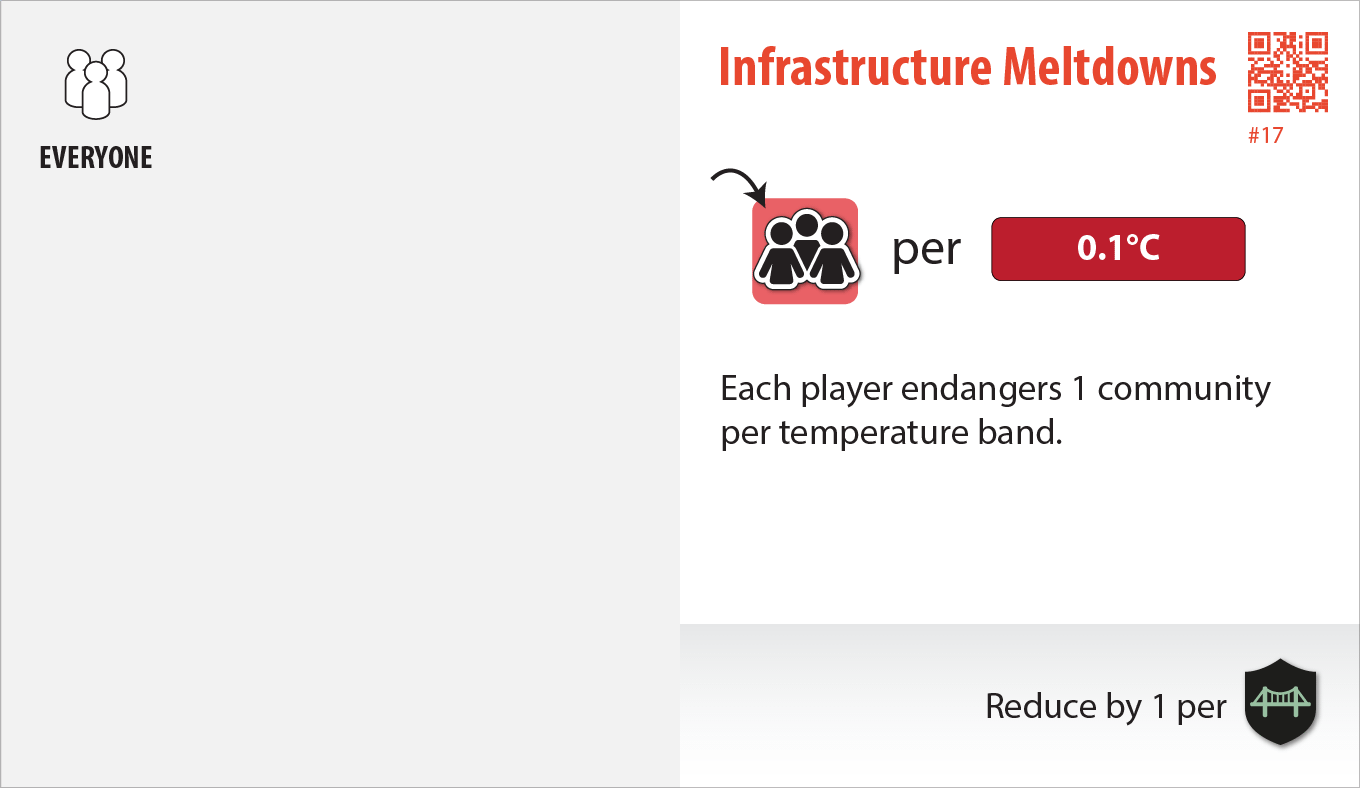 EVERYONE
Infrastructure Meltdowns
#17
per
0.1°C
Each player endangers 1 community
per temperature band.
Reduce by 1 per